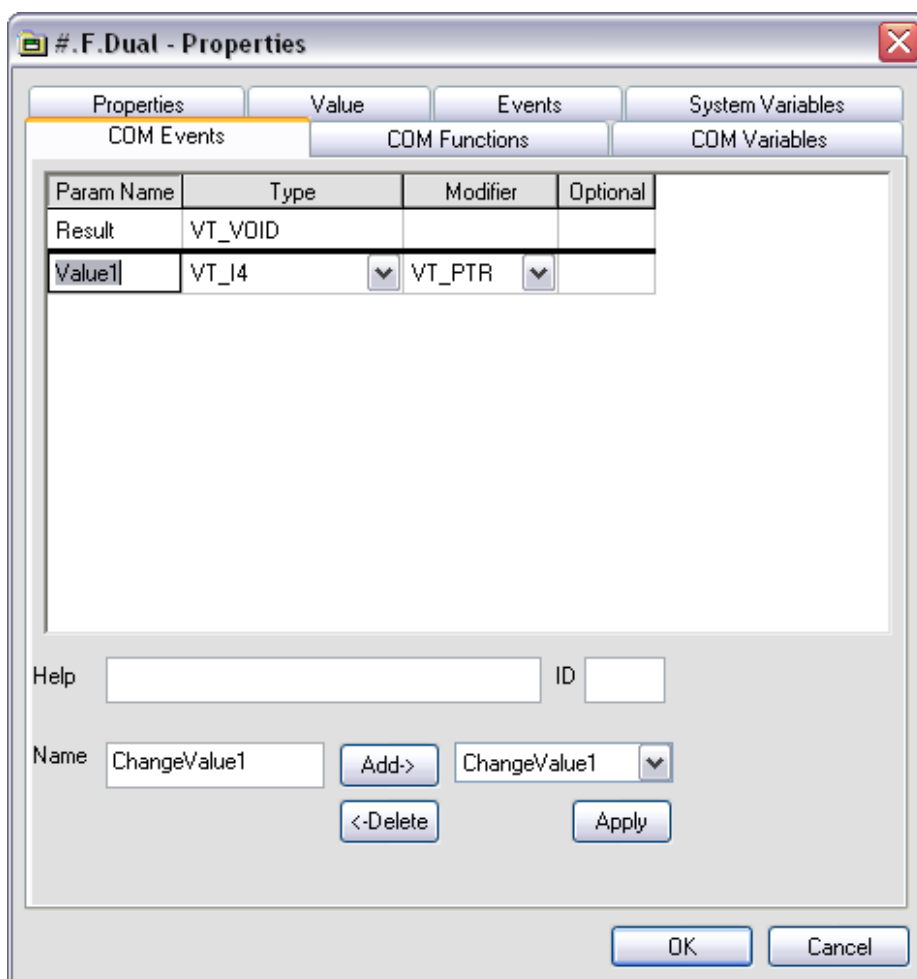 #.F.Dual - Properties
Properties Value Events System Variables
COM Events COM Functions COM Variables
Param Name Type Modifier Optional
Result VT_VOID
Value1 VT_I4 VT_PTR
Help ID
Name ChangeValue1 Add-> ChangeValue1
<-Delete Apply
OK Cancel